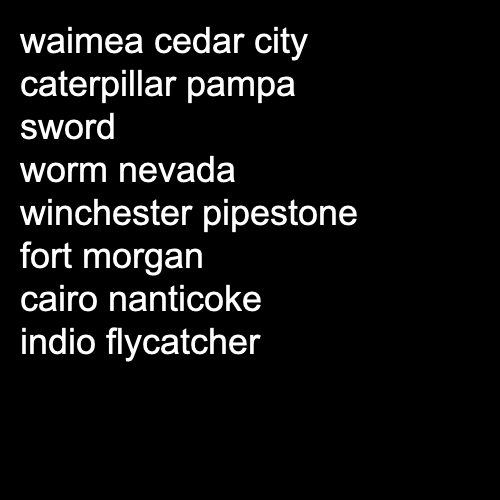 waimea cedar city
caterpillar pampa
sword
worm nevada
winchester pipestone
fort morgan
cairo nanticoke
indio flycatcher